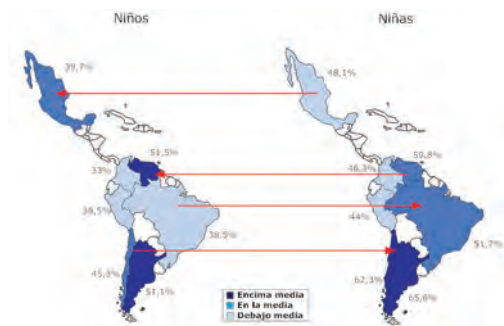 Niños
Niñas
39,7%
48,1%
51,5%
33%
39,5%
38,5%
45,3%
51,1%
46,3%
59,8%
44%
51,7%
62,3%
65,6%
Encima media
En la media
Debajo media